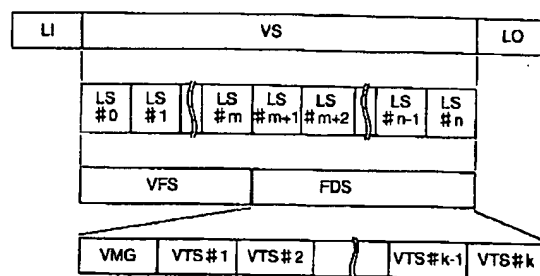 LI VS LO
LS #0 LS #1 LS #m LS #m+1 LS #m+2 LS #n-1 LS #n
VFS FDS
VMG VTS#1 VTS#2 VTS#k-1 VTS#k